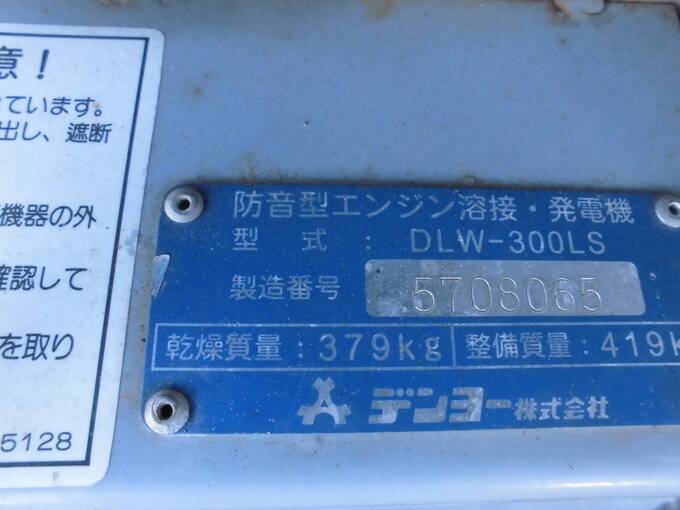 意！
ています。
出し、遮断
機器の外
確認して
を取り
5128
防音型エンジン溶接・発電機
型式：DLW-300LS
製造番号 5708065
乾燥質量：379kg 整備質量：419k
デンヨー株式会社